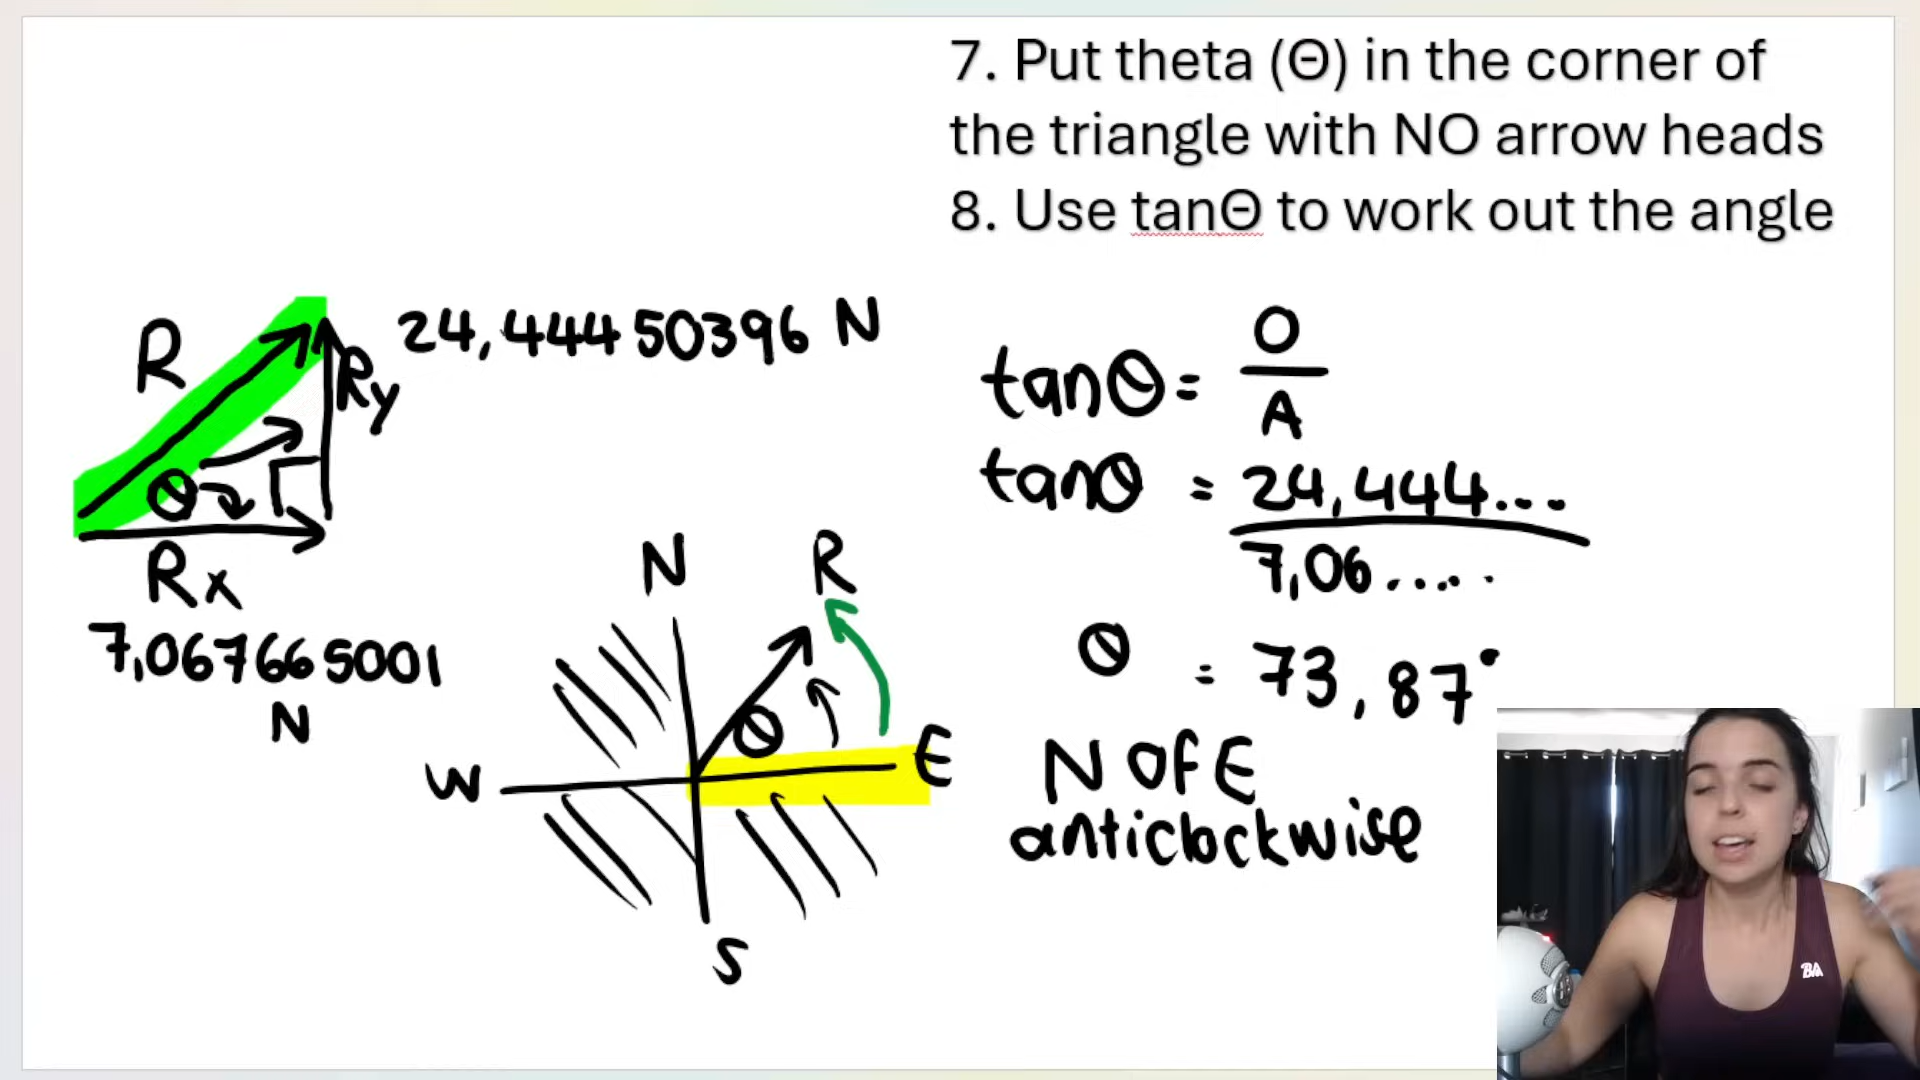 7. Put theta (Θ) in the corner of
the triangle with NO arrow heads
8. Use tanΘ to work out the angle
R
Ry
24,44450396 N
θ
Rx
7,067665001
N
N
R
θ
W
E
S
tanθ = O
A
tanθ = 24,444...
7,06.....
θ = 73,87°
N OF E
anticlockwise
BA